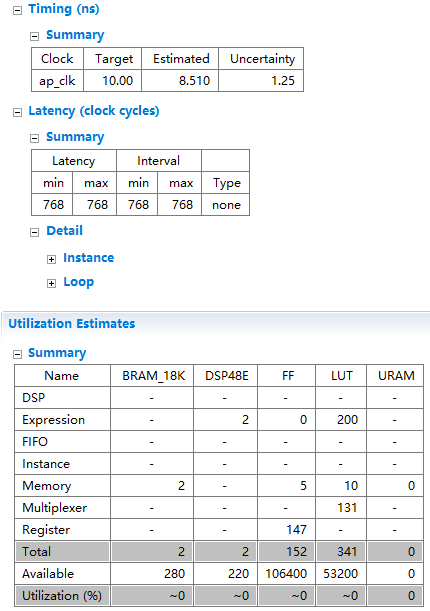 Timing (ns)
Summary
Clock Target Estimated Uncertainty
ap_clk 10.00 8.510 1.25
Latency (clock cycles)
Summary
Latency Interval
min max min max Type
768 768 768 768 none
Detail
Instance
Loop
Utilization Estimates
Summary
Name BRAM_18K DSP48E FF LUT URAM
DSP - - - - -
Expression - 2 0 200 -
FIFO - - - - -
Instance - - - - -
Memory 2 - 5 10 0
Multiplexer - - - 131 -
Register - - 147 - -
Total 2 2 152 341 0
Available 280 220 106400 53200 0
Utilization (%) ~0 ~0 ~0 ~0 0